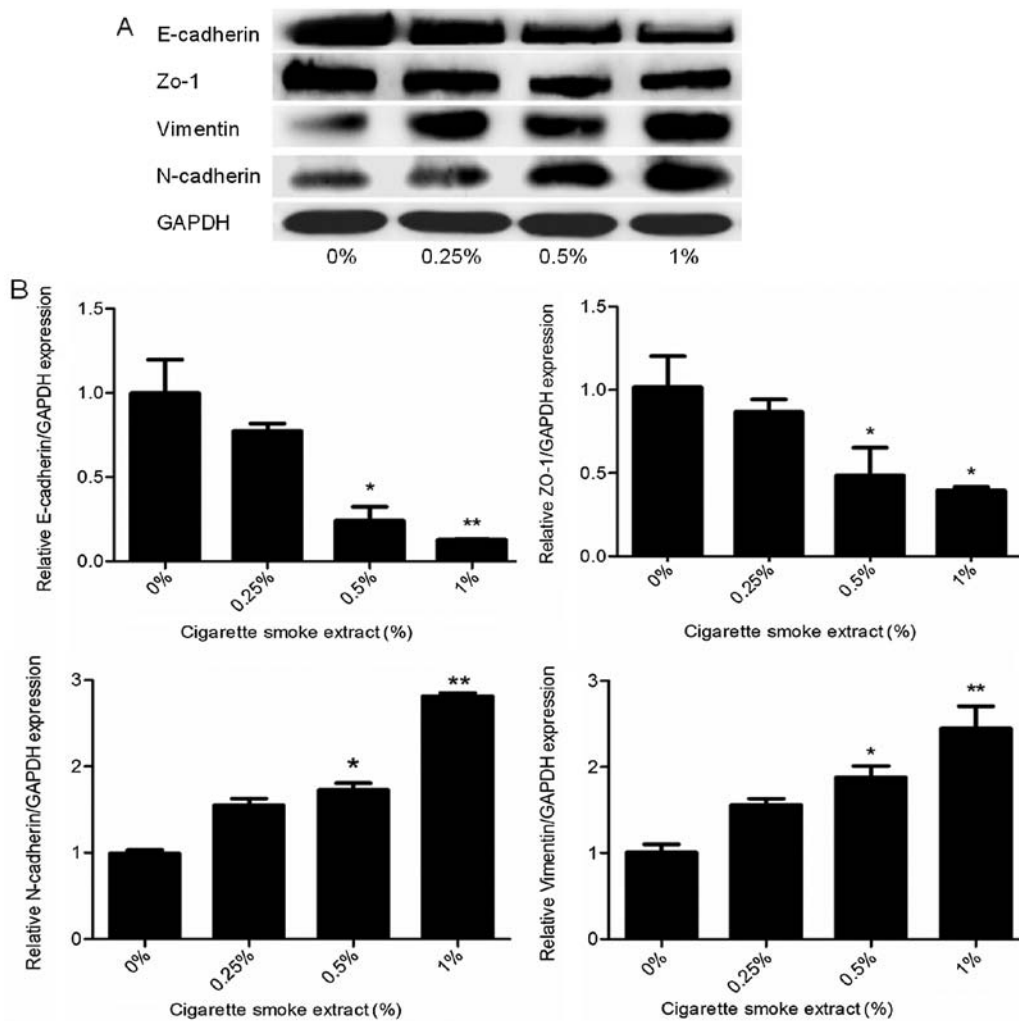 A
E-cadherin
Zo-1
Vimentin
N-cadherin
GAPDH
0% 0.25% 0.5% 1%
B
Relative E-cadherin/GAPDH expression
1.5
1.0
0.5
0.0
*
**
0% 0.25% 0.5% 1%
Cigarette smoke extract (%)
Relative ZO-1/GAPDH expression
1.5
1.0
0.5
0.0
*
*
0% 0.25% 0.5% 1%
Cigarette smoke extract (%)
Relative N-cadherin/GAPDH expression
3
2
1
0
*
**
0% 0.25% 0.5% 1%
Cigarette smoke extract (%)
Relative Vimentin/GAPDH expression
3
2
1
0
*
**
0% 0.25% 0.5% 1%
Cigarette smoke extract (%)